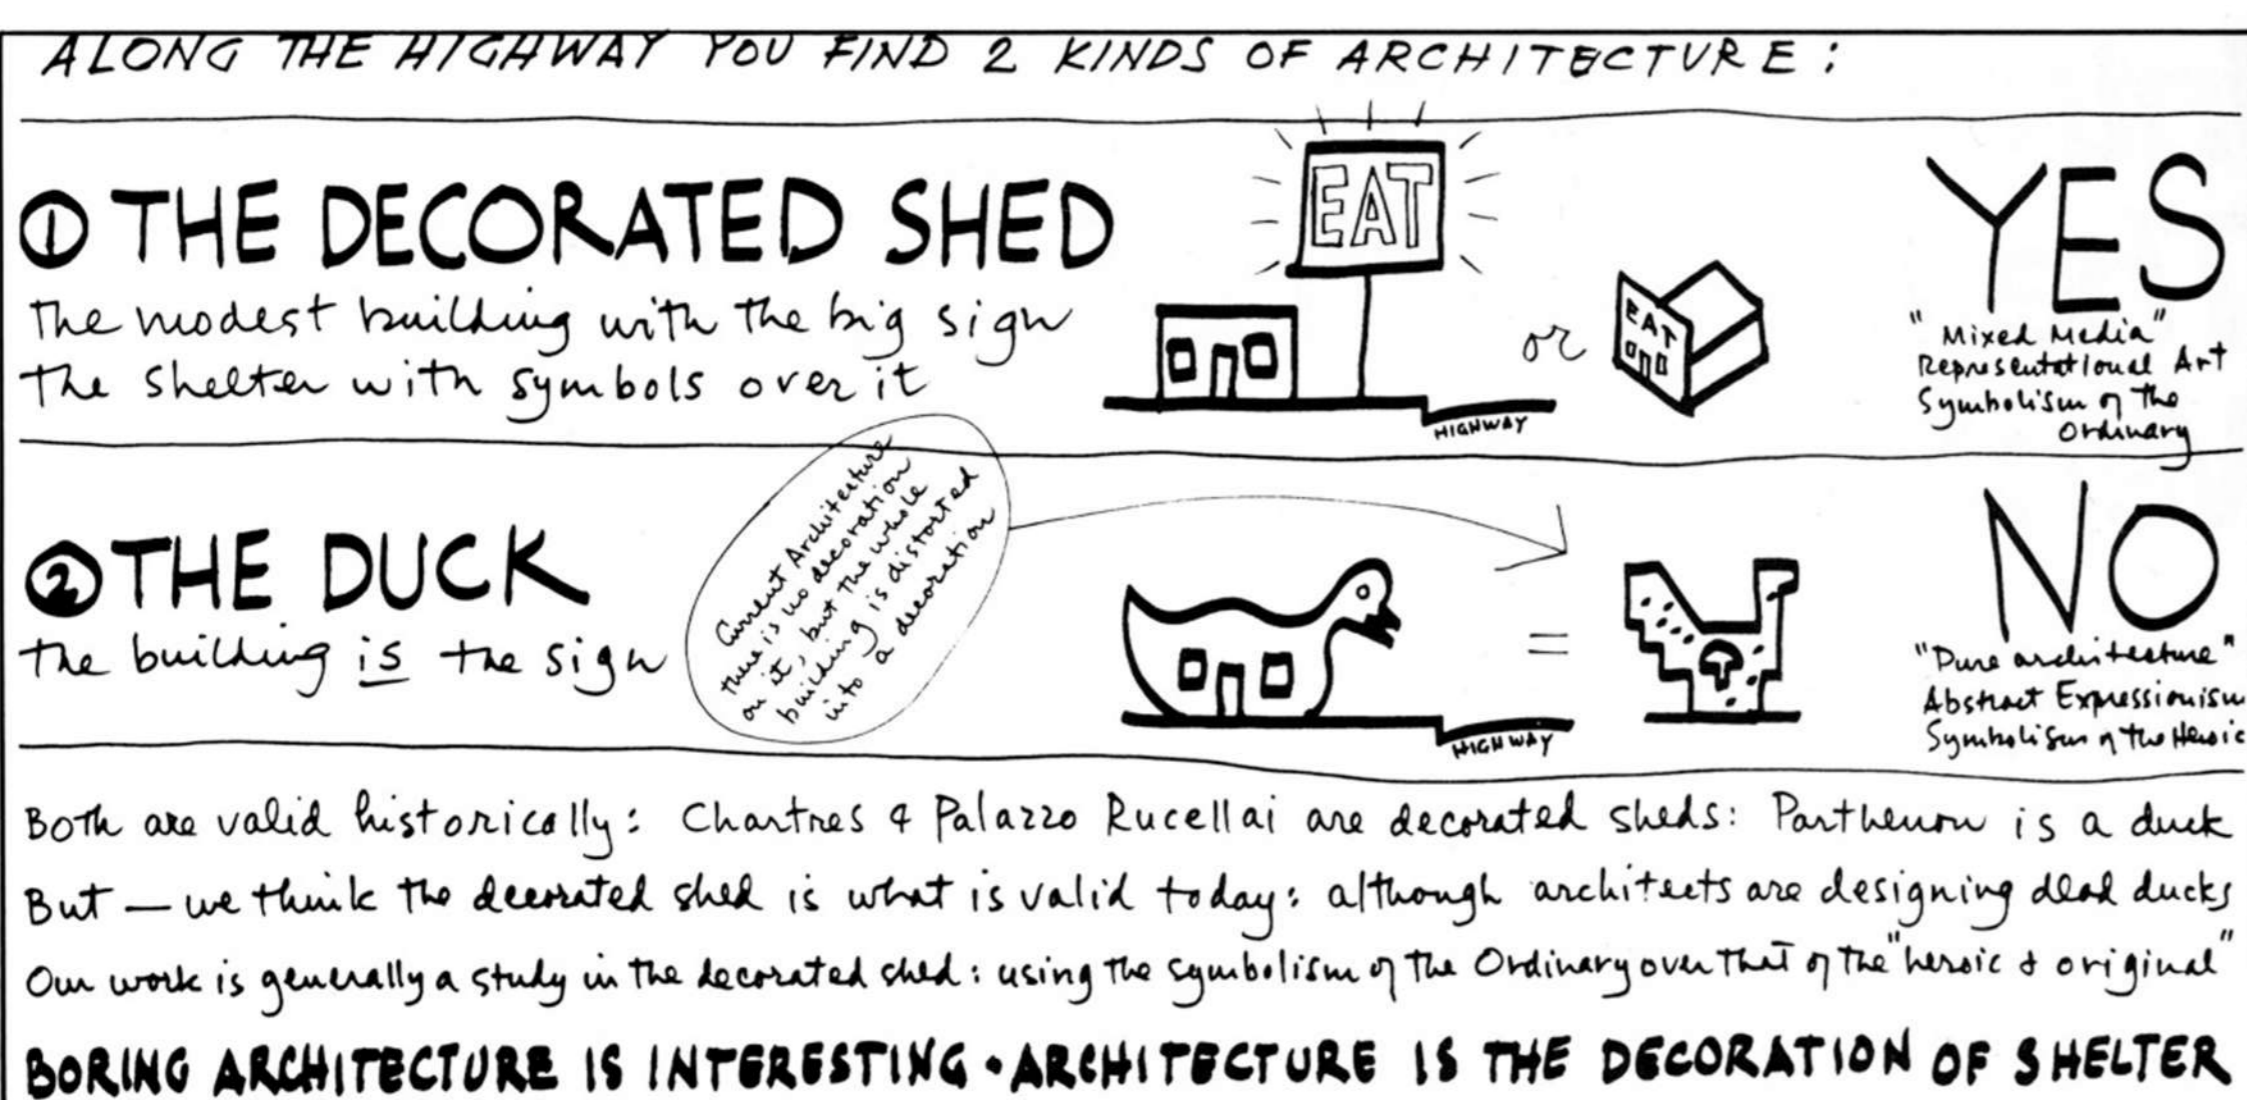 ALONG THE HIGHWAY YOU FIND 2 KINDS OF ARCHITECTURE:
① THE DECORATED SHED
The modest building with the big sign
The shelter with symbols over it
EAT
HIGHWAY
or
EAT
YES
"Mixed Media"
Representational Art
Symbolism of the
Ordinary
② THE DUCK
the building is the sign
Current Architecture
there is no decoration
on it, but the whole
building is distorted
into a decoration
HIGHWAY
=
NO
"Pure architecture"
Abstract Expressionism
Symbolism of the Heroic
Both are valid historically: Chartres & Palazzo Rucellai are decorated sheds: Parthenon is a duck
But — we think the decorated shed is what is valid today: although architects are designing dead ducks
Our work is generally a study in the decorated shed: using the symbolism of the Ordinary over that of the "heroic & original"
BORING ARCHITECTURE IS INTERESTING • ARCHITECTURE IS THE DECORATION OF SHELTER